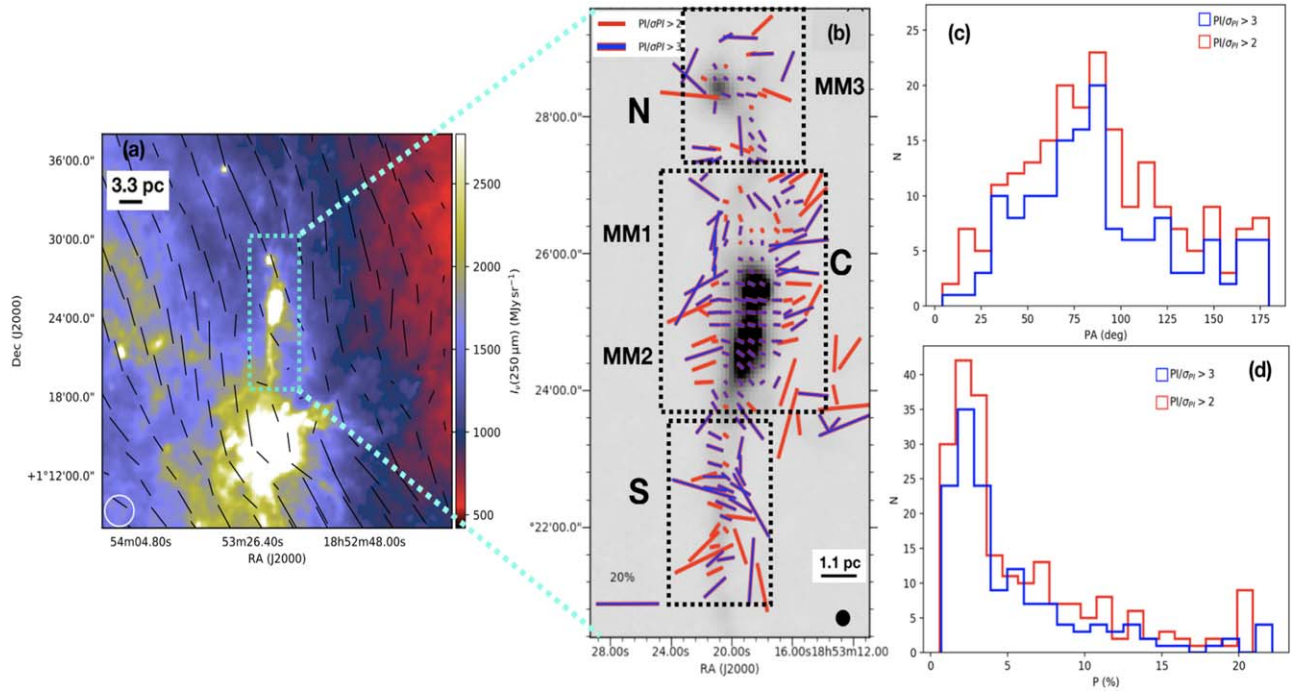 (a)
3.3 pc
36'00.0"
30'00.0"
24'00.0"
18'00.0"
+1°12'00.0"
Dec (J2000)
54m04.80s 53m26.40s 18h52m48.00s
RA (J2000)
2500
2000
1500
1000
500
Iν(250 μm) (MJy sr⁻¹)
PI/σPI > 2
PI/σPI > 3
(b)
MM3
N
MM1
C
MM2
S
20%
1.1 pc
28'00.0"
26'00.0"
24'00.0"
22'00.0"
28.00s 24.00s 20.00s 16.00s18h53m12.00
RA (J2000)
(c)
PI/σPI > 3
PI/σPI > 2
25
20
15
10
5
0
N
0 25 50 75 100 125 150 175
PA (deg)
(d)
PI/σPI > 3
PI/σPI > 2
40
35
30
25
20
15
10
5
0
N
0 5 10 15 20
P (%)